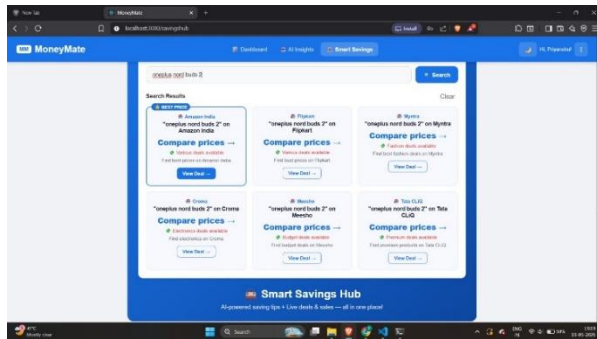 New Tab
MoneyMate
localhost:3000/savingshub
Install
MM MoneyMate
Dashboard
AI Insights
Smart Savings
oneplus nord buds 2
Search
Search Results
Clear
BEST PRICE
Amazon India
"oneplus nord buds 2" on
Amazon India
Compare prices →
Various deals available
Find best prices on Amazon India
View Deal →
Flipkart
"oneplus nord buds 2" on
Flipkart
Compare prices →
Various deals available
Find best prices on Flipkart
View Deal →
Myntra
"oneplus nord buds 2" on Myntra
Compare prices →
Fashion deals available
Find best fashion deals on Myntra
View Deal →
Croma
"oneplus nord buds 2" on Croma
Compare prices →
Electronics deals available
Find electronics on Croma
View Deal →
Meesho
"oneplus nord buds 2" on
Meesho
Compare prices →
Budget deals available
Find budget deals on Meesho
View Deal →
Tata CLiQ
"oneplus nord buds 2" on Tata
CLiQ
Compare prices →
Premium deals available
Find premium products on Tata CLiQ
View Deal →
Smart Savings Hub
AI-powered saving tips + Live deals & sales — all in one place!
Mostly clear
Search
ENG
IN